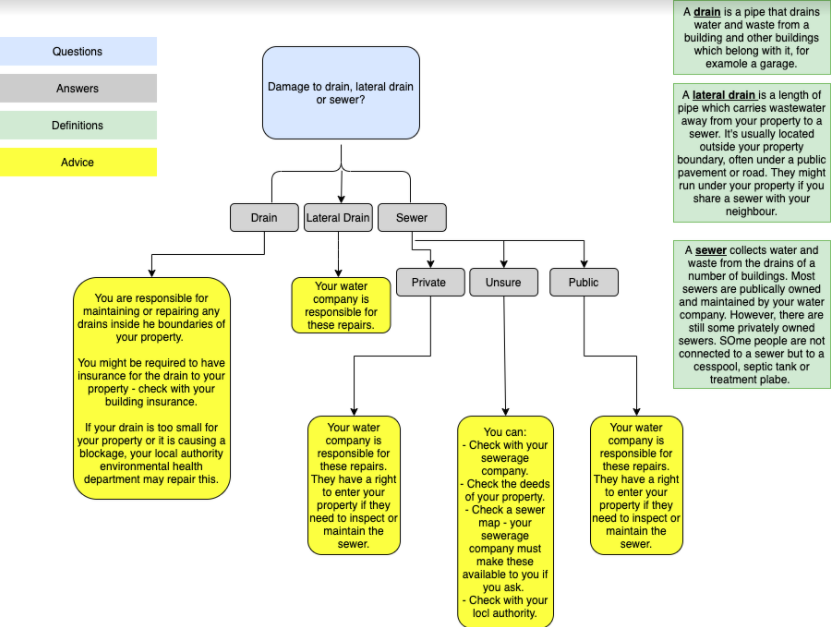 Questions
Answers
Definitions
Advice
Damage to drain, lateral drain
or sewer?
A drain is a pipe that drains
water and waste from a
building and other buildings
which belong with it, for
examole a garage.
A lateral drain is a length of
pipe which carries wastewater
away from your property to a
sewer. It's usually located
outside your property
boundary, often under a public
pavement or road. They might
run under your property if you
share a sewer with your
neighbour.
A sewer collects water and
waste from the drains of a
number of buildings. Most
sewers are publically owned
and maintained by your water
company. However, there are
still some privately owned
sewers. SOme people are not
connected to a sewer but to a
cesspool, septic tank or
treatment plabe.
Drain
Lateral Drain
Sewer
Private
Unsure
Public
You are responsible for
maintaining or repairing any
drains inside he boundaries of
your property.
You might be required to have
insurance for the drain to your
property - check with your
building insurance.
If your drain is too small for
your property or it is causing a
blockage, your local authority
environmental health
department may repair this.
Your water
company is
responsible for
these repairs.
Your water
company is
responsible for
these repairs.
They have a right
to enter your
property if they
need to inspect or
maintain the
sewer.
You can:
- Check with your
sewerage
company.
- Check the deeds
of your property.
- Check a sewer
map - your
sewerage
company must
make these
available to you if
you ask.
- Check with your
locl authority.
Your water
company is
responsible for
these repairs.
They have a right
to enter your
property if they
need to inspect or
maintain the
sewer.